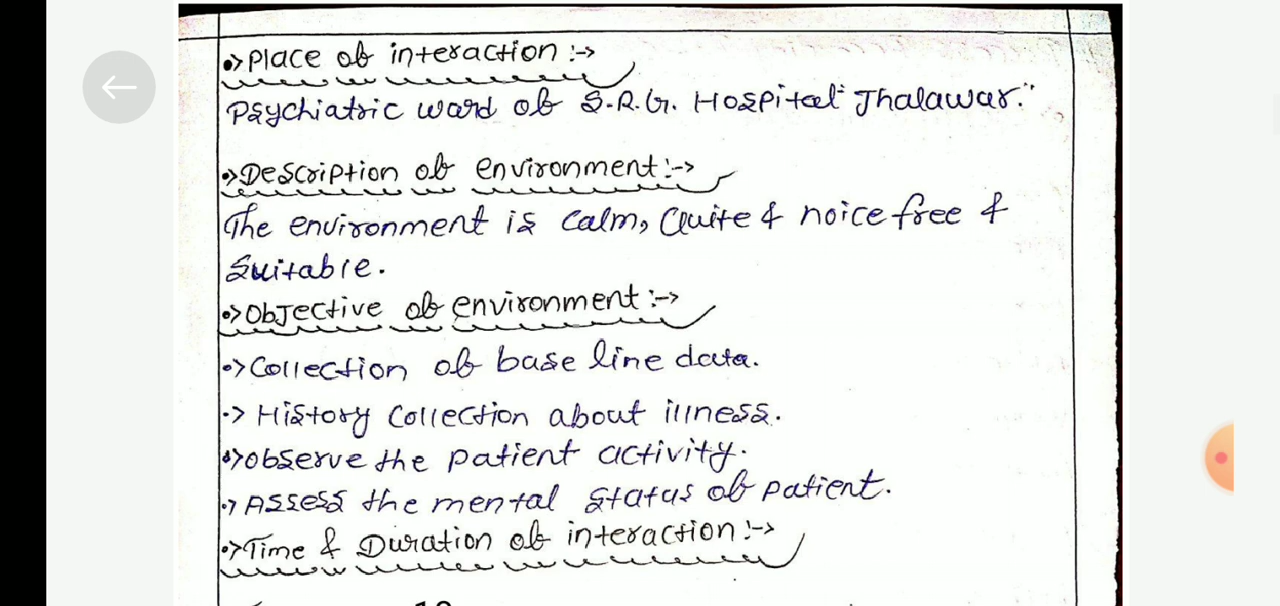 •> Place of interaction :->
Psychiatric ward of S.R.G. Hospital Jhalawar."
•> Description of environment :->
The environment is calm, Quite & noice free &
Suitable.
•> Objective of environment :->
•> Collection of base line data.
•> History Collection about illness.
•> Observe the patient activity.
•> Assess the mental status of patient.
•> Time & Duration of interaction :->